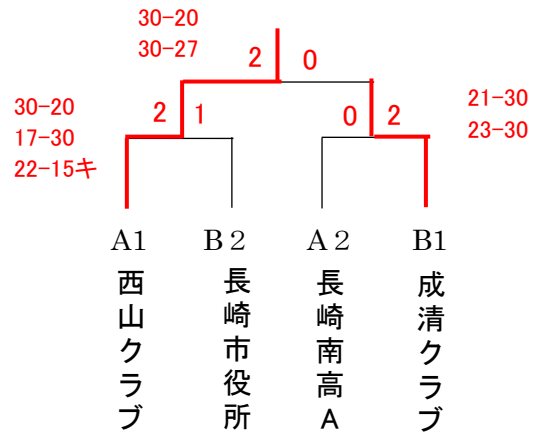 30-20
30-27
2 0
30-20
17-30
22-15キ
2 1
0 2
21-30
23-30
A1 B2 A2 B1
西山クラブ
長崎市役所
長崎南高A
成清クラブ